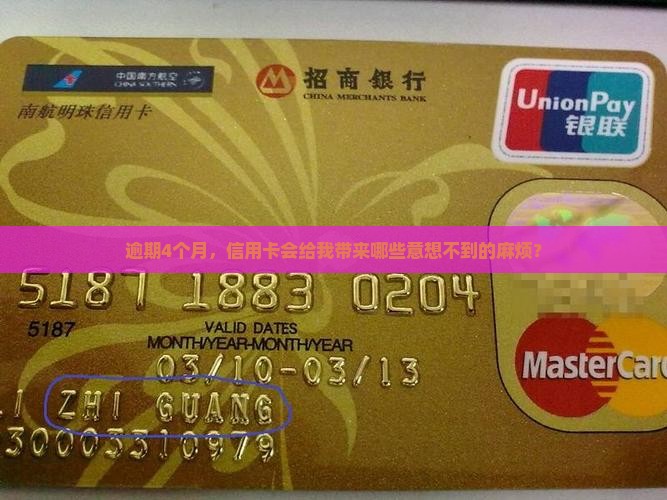 中国南方航空
CHINA SOUTHERN
招商銀行
CHINA MERCHANTS BANK
UnionPay
银联
南航明珠信用卡
逾期4个月，信用卡会给我带来哪些意想不到的麻烦？
5187 1883 0204
5187
VALID DATES
MONTH/YEAR-MONTH/YEAR
03/10-03/13
MasterCard
LI ZHI GUANG
30003310979